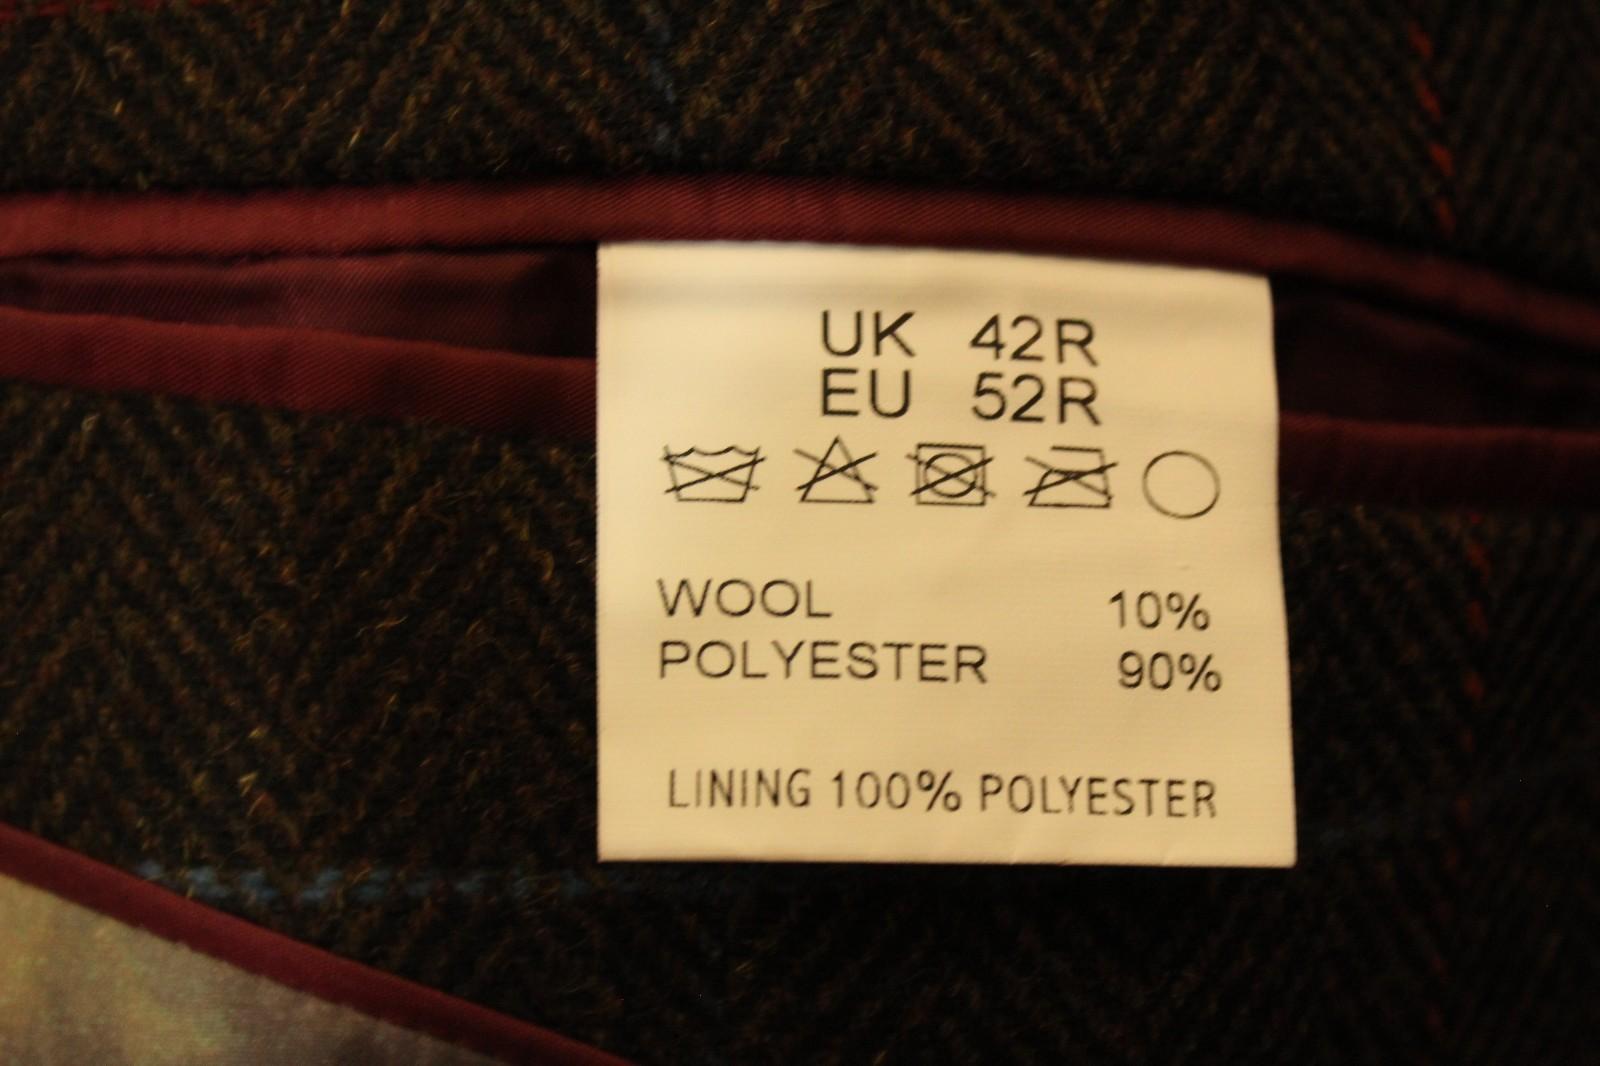 UK 42R
EU 52R
WOOL 10%
POLYESTER 90%
LINING 100% POLYESTER